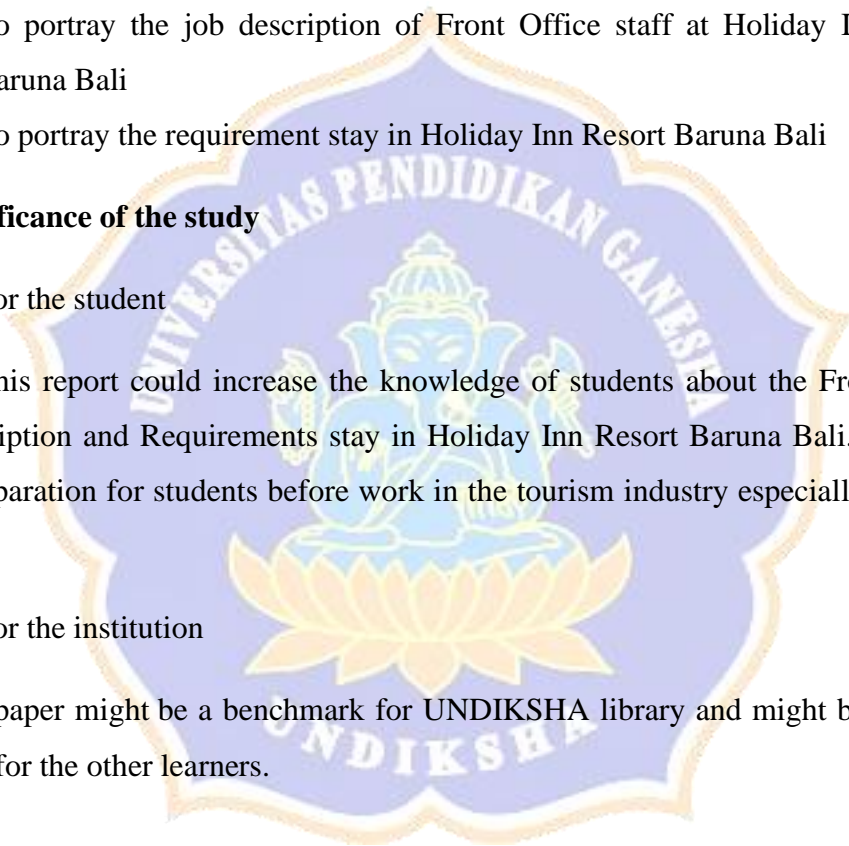 o portray the job description of Front Office staff at Holiday I
aruna Bali
o portray the requirement stay in Holiday Inn Resort Baruna Bali
ficance of the study
or the student
his report could increase the knowledge of students about the Fr
iption and Requirements stay in Holiday Inn Resort Baruna Bali.
paration for students before work in the tourism industry especiall
or the institution
paper might be a benchmark for UNDIKSHA library and might b
for the other learners.
UNIVERSITAS PENDIDIKAN GANESHA
UNDIKSHA